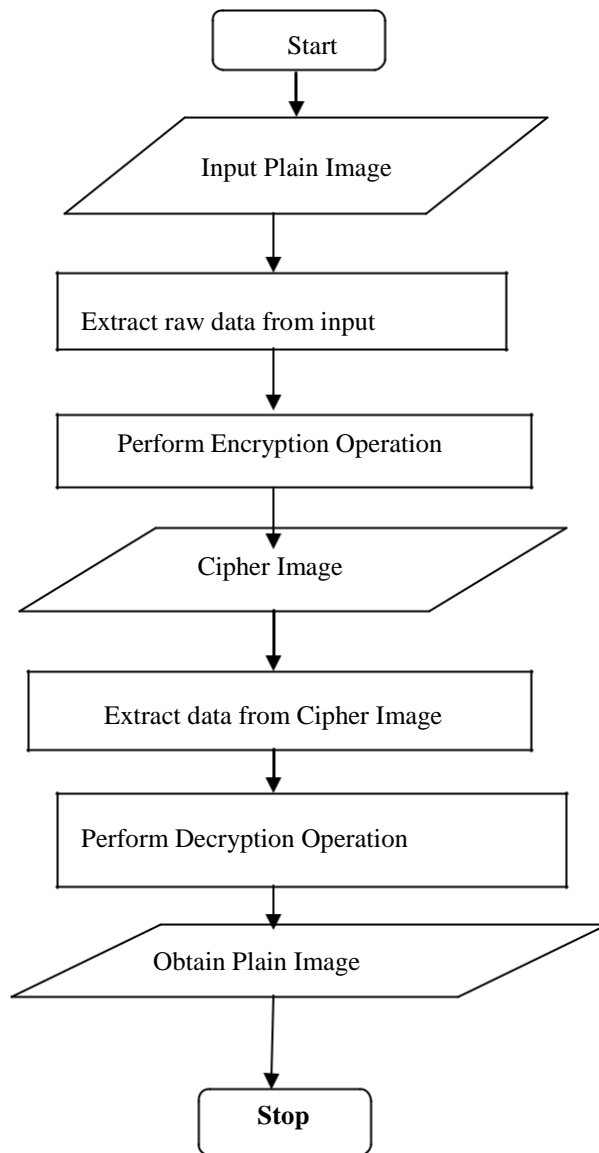 Start
Input Plain Image
Extract raw data from input
Perform Encryption Operation
Cipher Image
Extract data from Cipher Image
Perform Decryption Operation
Obtain Plain Image
Stop